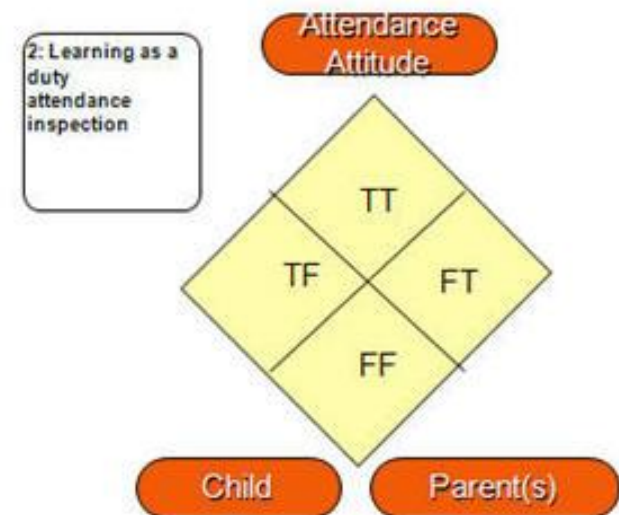 Attendance
Attitude
2: Learning as a
duty
attendance
inspection
TT
TF
FT
FF
Child
Parent(s)